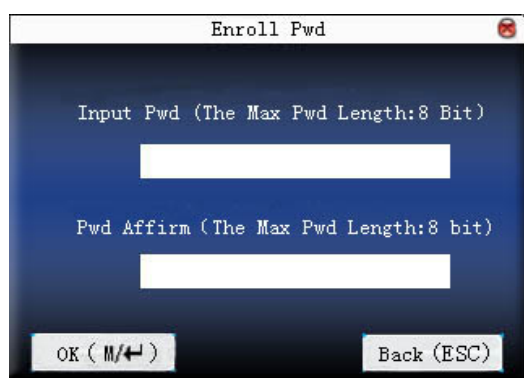 Enroll Pwd
Input Pwd (The Max Pwd Length:8 Bit)
Pwd Affirm (The Max Pwd Length:8 bit)
OK ( M/↵ )
Back (ESC)